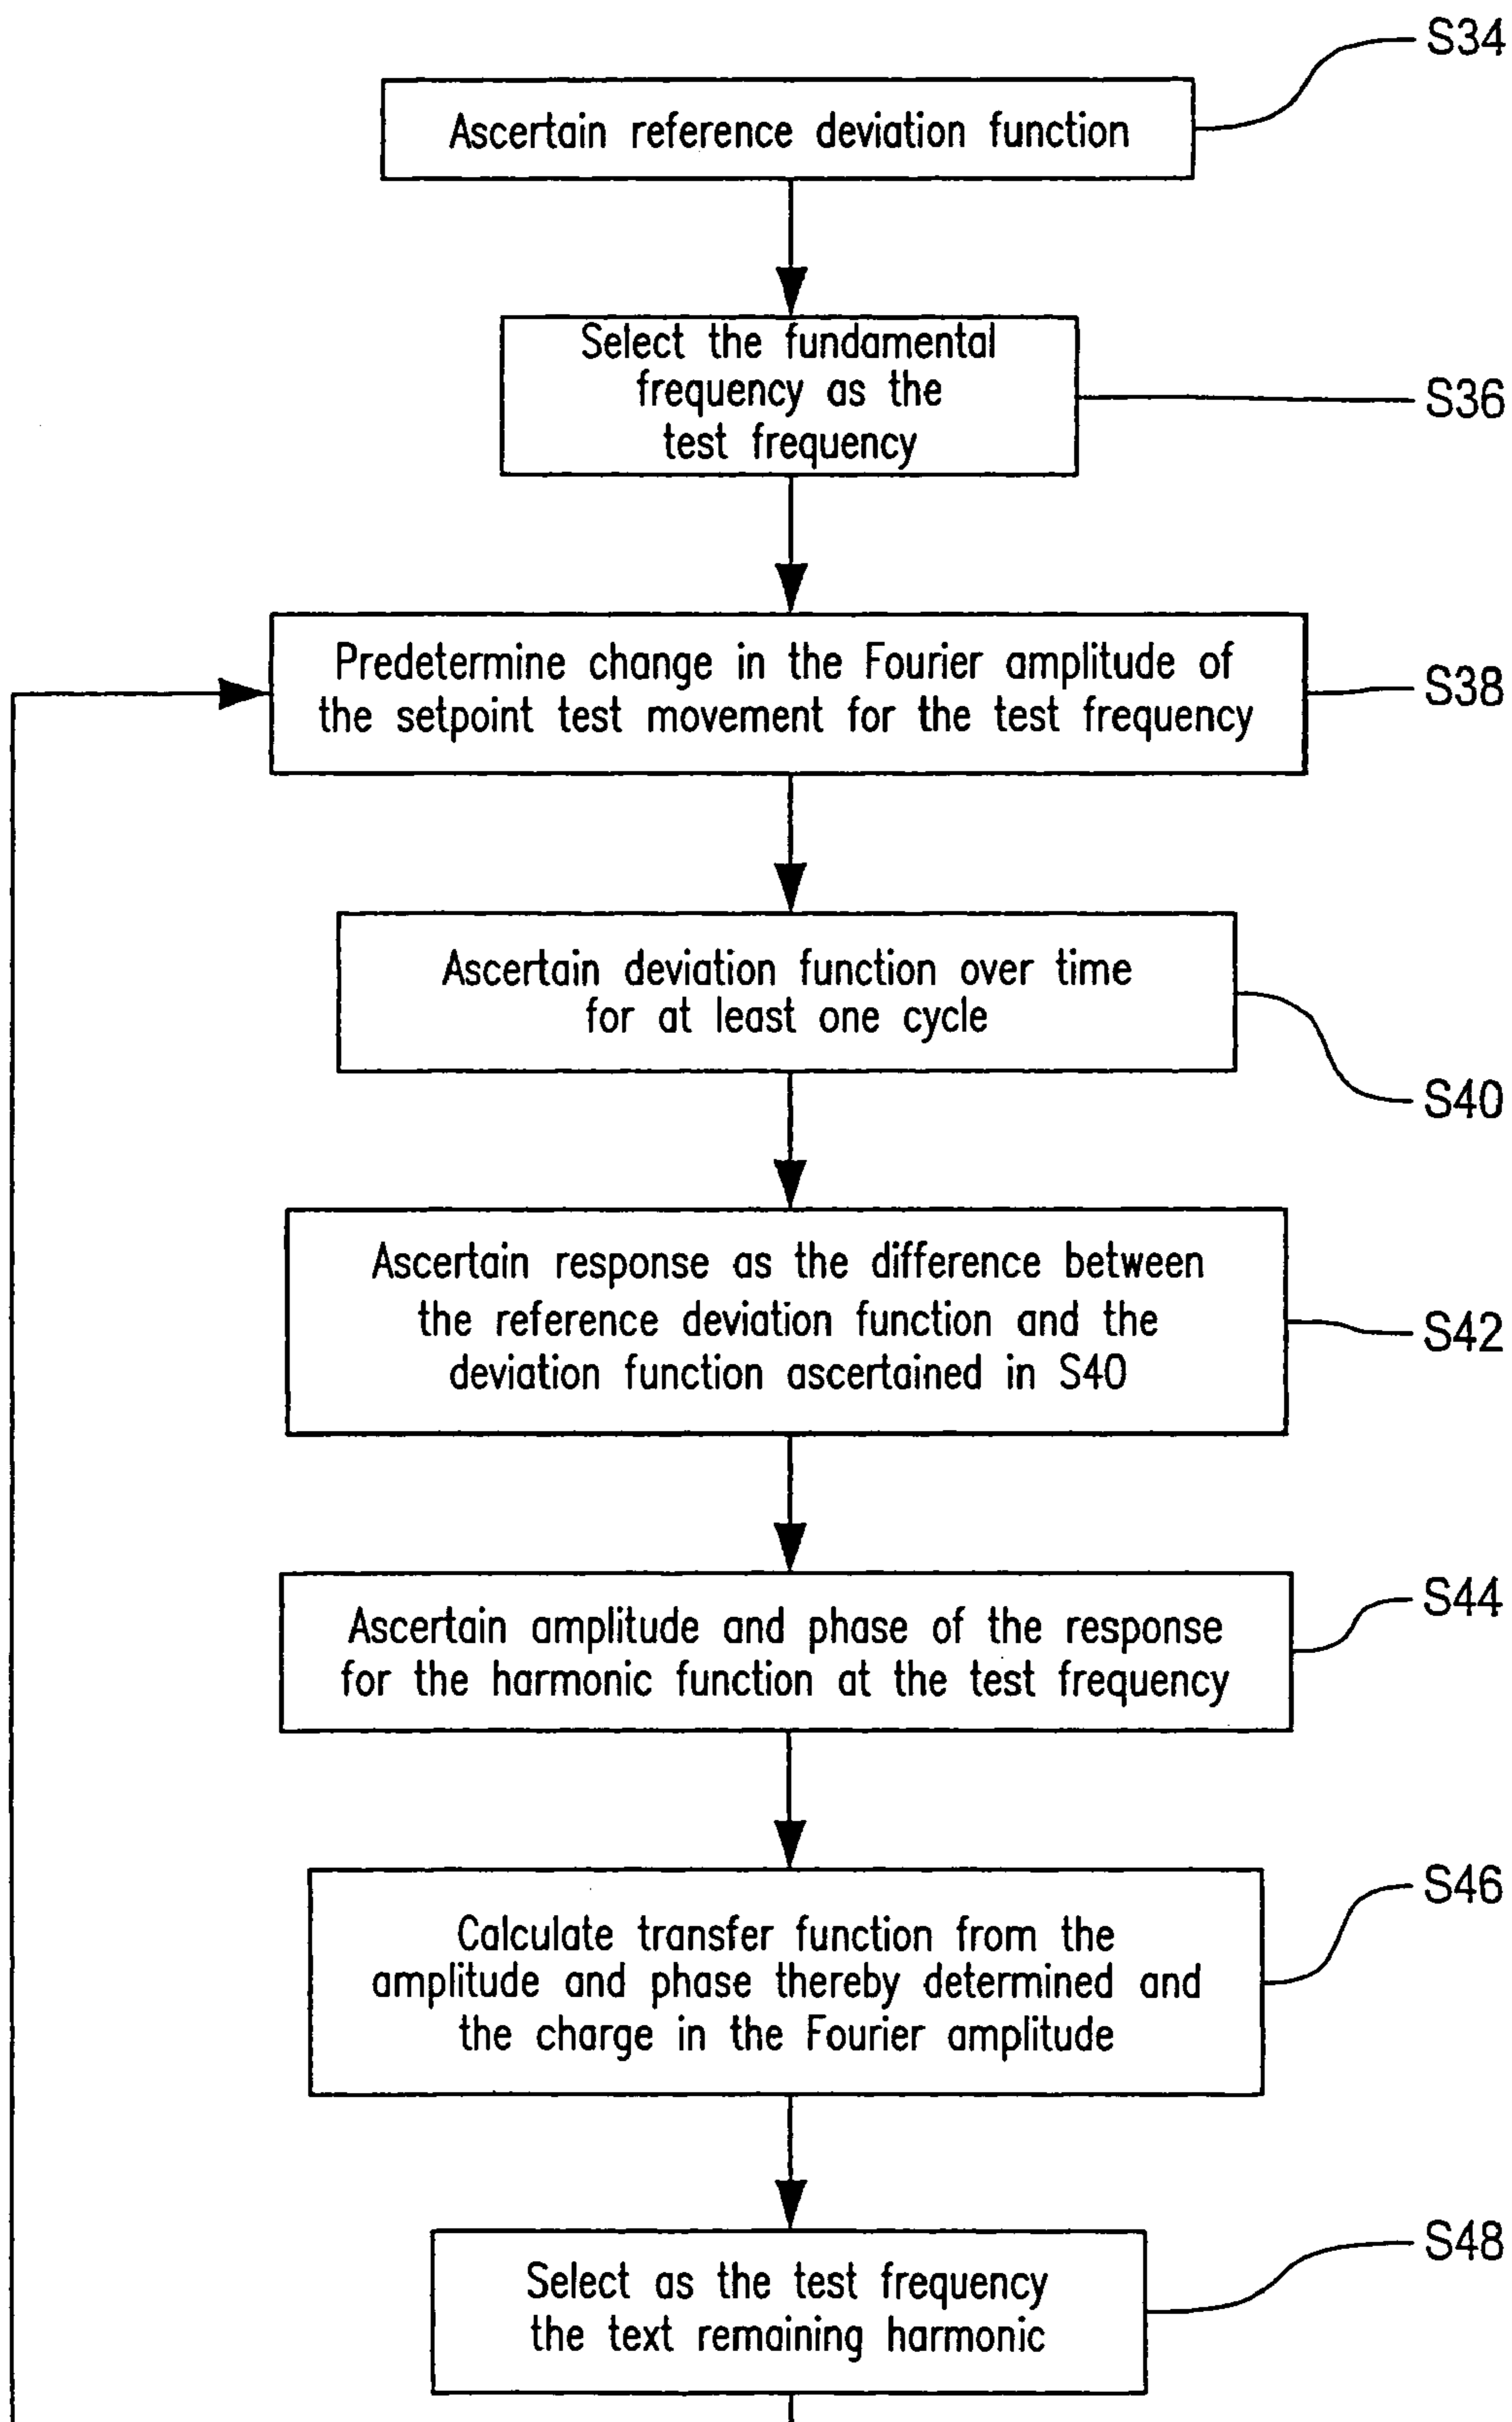 S34
Ascertain reference deviation function
Select the fundamental
frequency as the
test frequency
S36
Predetermine change in the Fourier amplitude of
the setpoint test movement for the test frequency
S38
Ascertain deviation function over time
for at least one cycle
S40
Ascertain response as the difference between
the reference deviation function and the
deviation function ascertained in S40
S42
Ascertain amplitude and phase of the response
for the harmonic function at the test frequency
S44
Calculate transfer function from the
amplitude and phase thereby determined and
the charge in the Fourier amplitude
S46
Select as the test frequency
the text remaining harmonic
S48